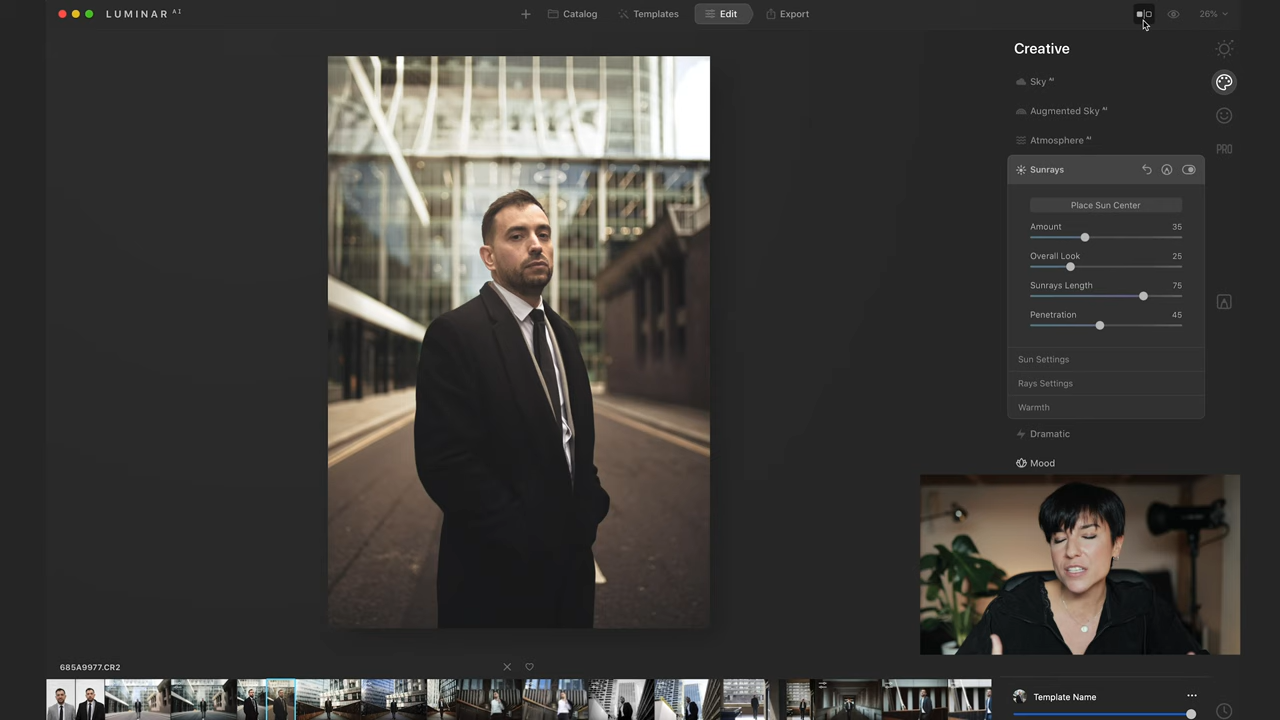 LUMINAR AI
Catalog
Templates
Edit
Export
26%
Creative
Sky AI
Augmented Sky AI
Atmosphere AI
PRO
Sunrays
Place Sun Center
Amount 35
Overall Look 25
Sunrays Length 75
Penetration 45
Sun Settings
Rays Settings
Warmth
Dramatic
Mood
685A9977.CR2
Template Name